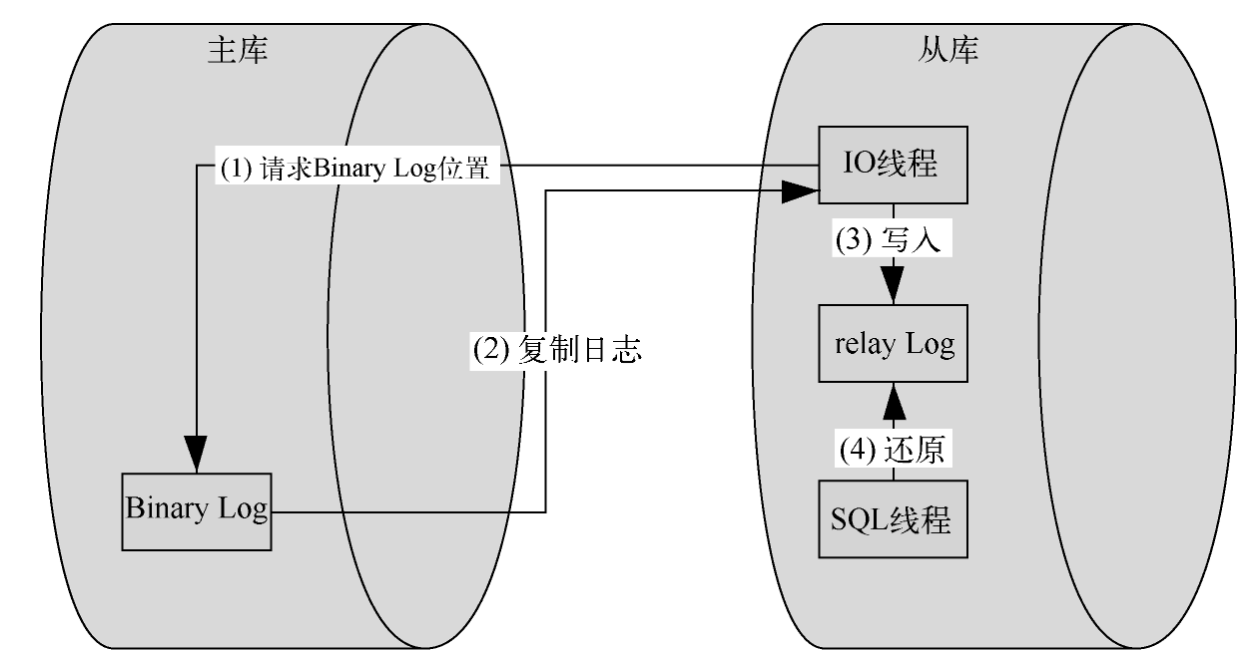 主库
从库
(1) 请求Binary Log位置
IO线程
(3) 写入
(2) 复制日志
relay Log
(4) 还原
Binary Log
SQL线程